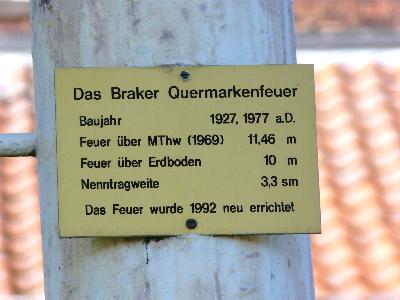 Das Braker Quermarkenfeuer
Baujahr 1927, 1977 a.D.
Feuer über MThw (1969) 11,46 m
Feuer über Erdboden 10 m
Nenntragweite 3,3 sm
Das Feuer wurde 1992 neu errichtet